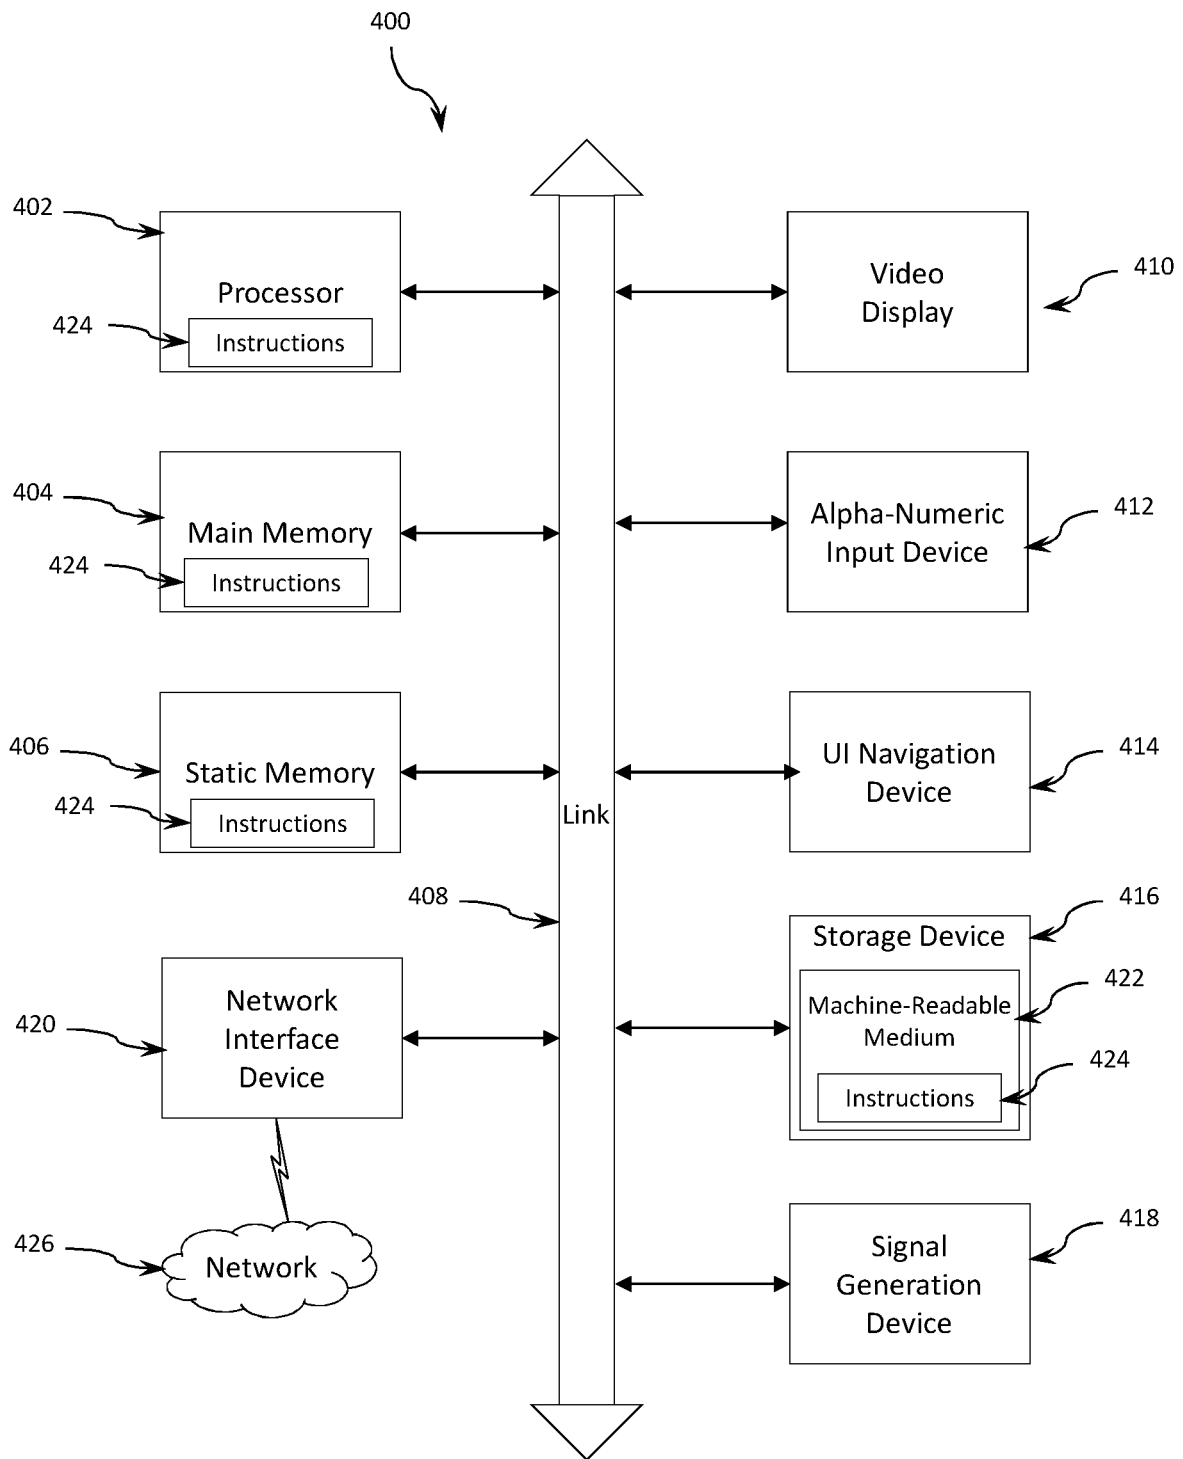 400
402
Processor
424
Instructions
404
Main Memory
424
Instructions
406
Static Memory
424
Instructions
408
Link
420
Network
Interface
Device
426
Network
Video
Display
410
Alpha-Numeric
Input Device
412
UI Navigation
Device
414
416
Storage Device
422
Machine-Readable
Medium
424
Instructions
418
Signal
Generation
Device